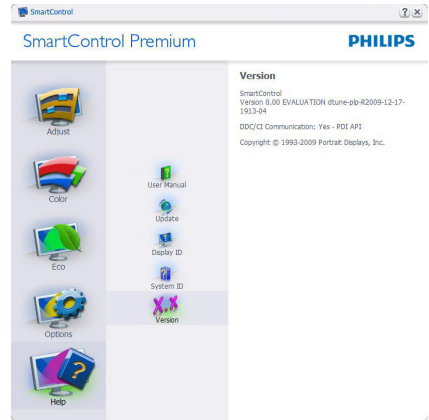 SmartControl
SmartControl Premium
PHILIPS
Adjust
Color
Eco
Options
Help
User Manual
Update
Display ID
System ID
X.X
Version
Version
SmartControl
Version 0.00 EVALUATION dtune-plp-R2009-12-17-
1913-04
DDC/CI Communication: Yes - PDI API
Copyright © 1993-2009 Portrait Displays, Inc.